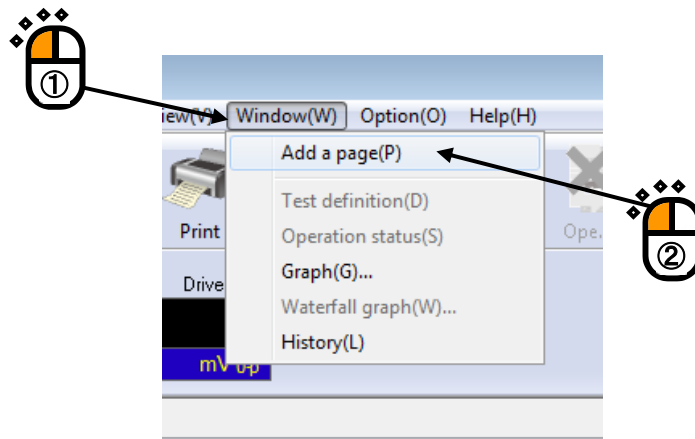 ①
iew(V) Window(W) Option(O) Help(H)
Add a page(P)
Test definition(D)
Print
Operation status(S)
Ope..
②
Graph(G)...
Drive
Waterfall graph(W)...
History(L)
mV 0-p